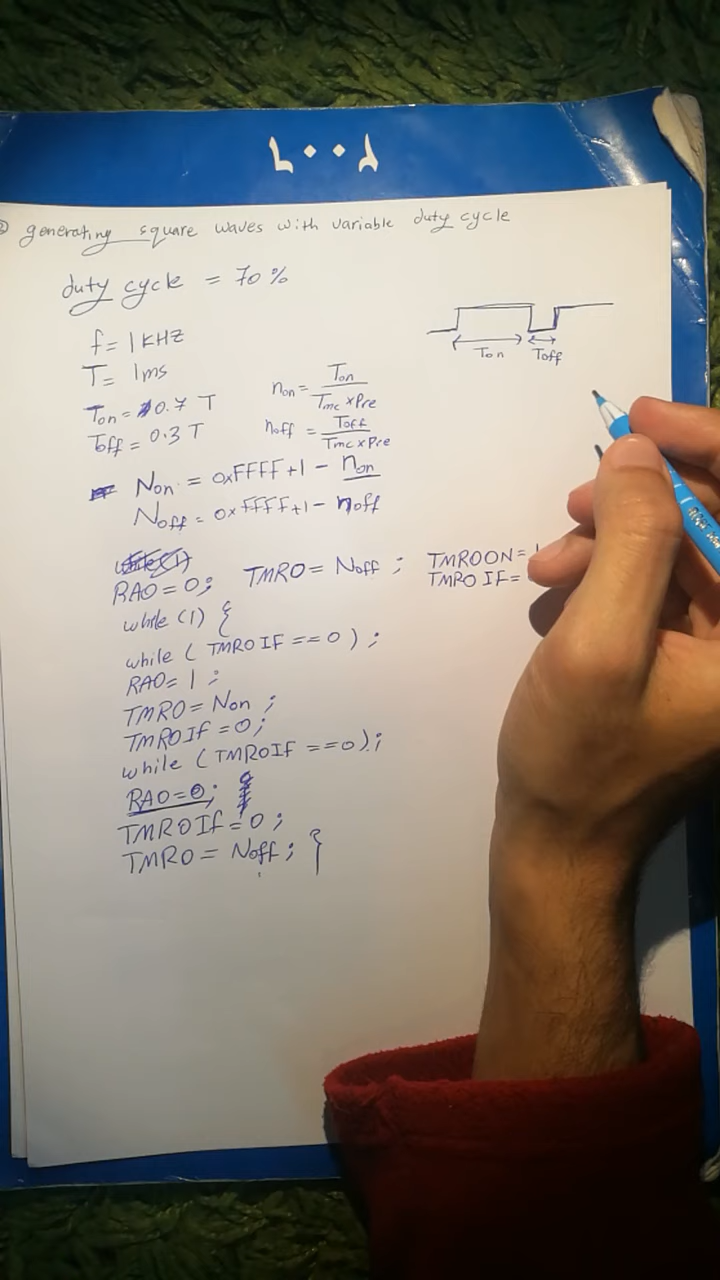 generating square waves with variable duty cycle
duty cycle = 70%
f = 1KHZ
T = 1ms
Ton = 0.7 T
Toff = 0.3 T
Ton
Toff
non = Ton / Tmc × Pre
noff = Toff / Tmc × Pre
Non = 0xFFFF + 1 - non
Noff = 0xFFFF + 1 - noff
RA0 = 0; TMR0 = Noff ; TMR0ON =
TMR0IF =
while (1) {
while ( TMR0IF == 0 ) ;
RA0 = 1 ;
TMR0 = Non ;
TMR0If = 0;
while (TMR0If == 0);
RA0 = 0;
TMR0If = 0 ;
TMR0 = Noff ; }